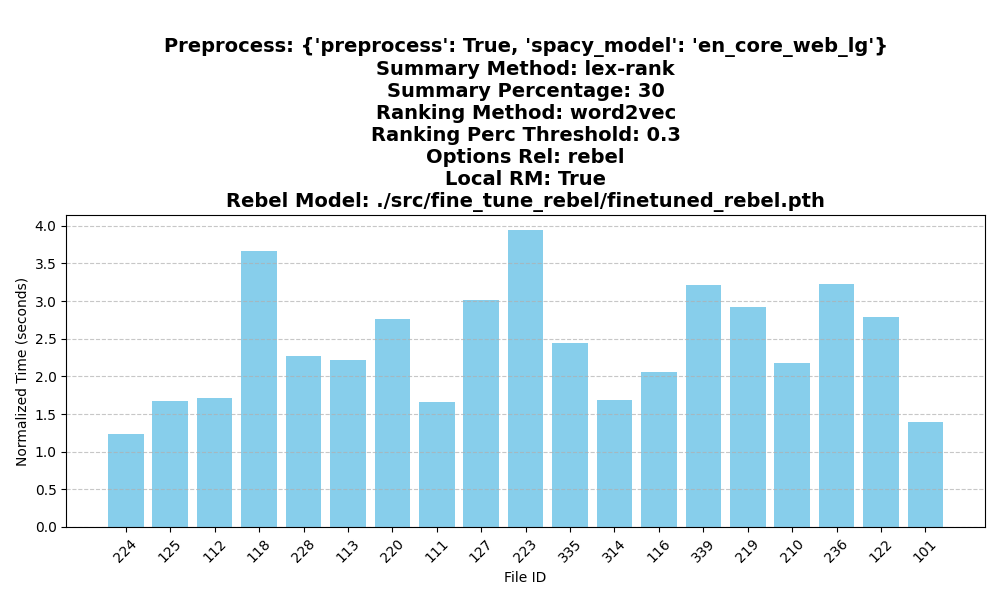 Preprocess: {'preprocess': True, 'spacy_model': 'en_core_web_lg'}
Summary Method: lex-rank
Summary Percentage: 30
Ranking Method: word2vec
Ranking Perc Threshold: 0.3
Options Rel: rebel
Local RM: True
Rebel Model: ./src/fine_tune_rebel/finetuned_rebel.pth
Normalized Time (seconds)
4.0
3.5
3.0
2.5
2.0
1.5
1.0
0.5
0.0
224 125 112 118 228 113 220 111 127 223 335 314 116 339 219 210 236 122 101
File ID